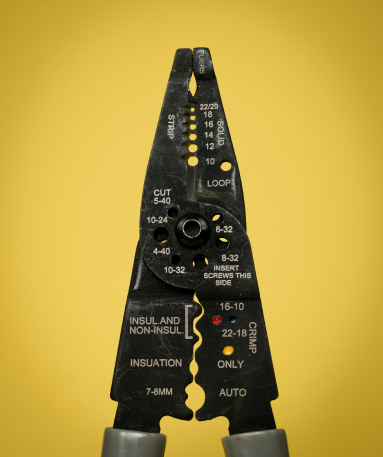 PLIERS
STRIP
SOLID
22/20
18
16
14
12
10
LOOP
CUT
5-40
10-24
6-32
4-40
8-32
10-32
INSERT
SCREWS THIS
SIDE
16-10
INSUL.AND
NON-INSUL.
22-18
CRIMP
INSUATION
ONLY
7-8MM
AUTO